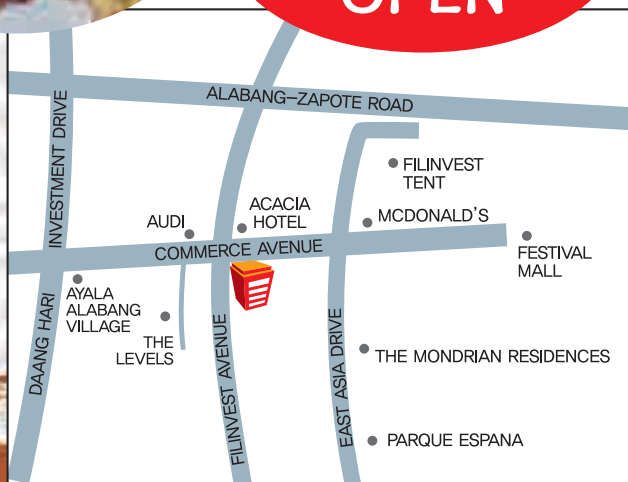 OPEN
ALABANG-ZAPOTE ROAD
INVESTMENT DRIVE
FILINVEST
TENT
ACACIA
HOTEL
AUDI
MCDONALD'S
COMMERCE AVENUE
FESTIVAL
MALL
AYALA
ALABANG
VILLAGE
THE
LEVELS
DAANG HARI
FILINVEST AVENUE
EAST ASIA DRIVE
THE MONDRIAN RESIDENCES
PARQUE ESPANA